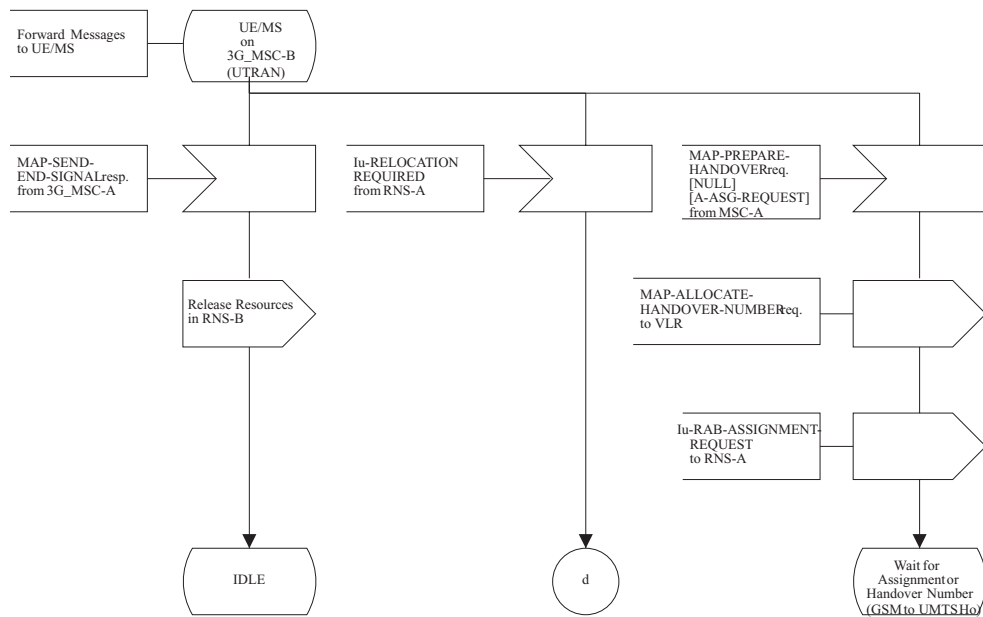 Forward Messages
to UE/MS
UE/MS
on
3G_MSC-B
(UTRAN)
MAP-SEND-
END-SIGNALresp.
from 3G_MSC-A
Iu-RELOCATION
REQUIRED
from RNS-A
MAP-PREPARE-
HANDOVERreq.
[NULL]
[A-ASG-REQUEST]
from MSC-A
Release Resources
in RNS-B
MAP-ALLOCATE-
HANDOVER-NUMBERreq.
to VLR
Iu-RAB-ASSIGNMENT-
REQUEST
to RNS-A
IDLE
d
Wait for
Assignment or
Handover Number
(GSM to UMTS Ho